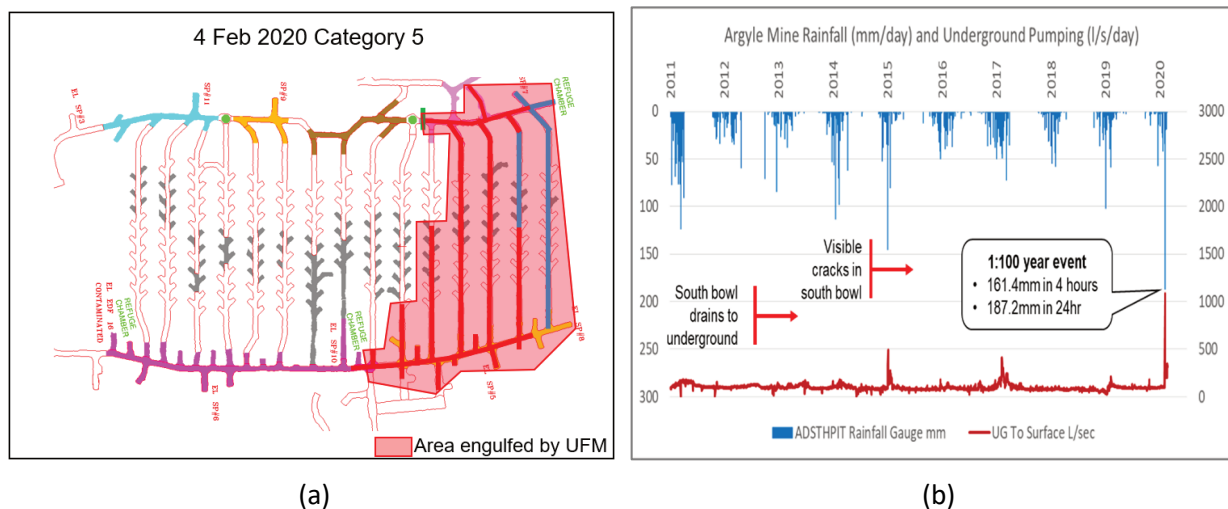 4 Feb 2020 Category 5
EL SP#3
SP#11
SP#9
SP#7
REFUGE
CHAMBER
EL EDF 16
CONTAMINATED
REFUGE
CHAMBER
EL SP#6
EL SP#10
REFUGE
CHAMBER
EL SP#5
EL SP#8
Area engulfed by UFM
(a)
Argyle Mine Rainfall (mm/day) and Underground Pumping (l/s/day)
2011 2012 2013 2014 2015 2016 2017 2018 2019 2020
0 3000
50 2500
100 2000
150 1500
200 1000
250 500
300 0
South bowl
drains to
underground
Visible
cracks in
south bowl
1:100 year event
• 161.4mm in 4 hours
• 187.2mm in 24hr
ADSTHPIT Rainfall Gauge mm UG To Surface L/sec
(b)